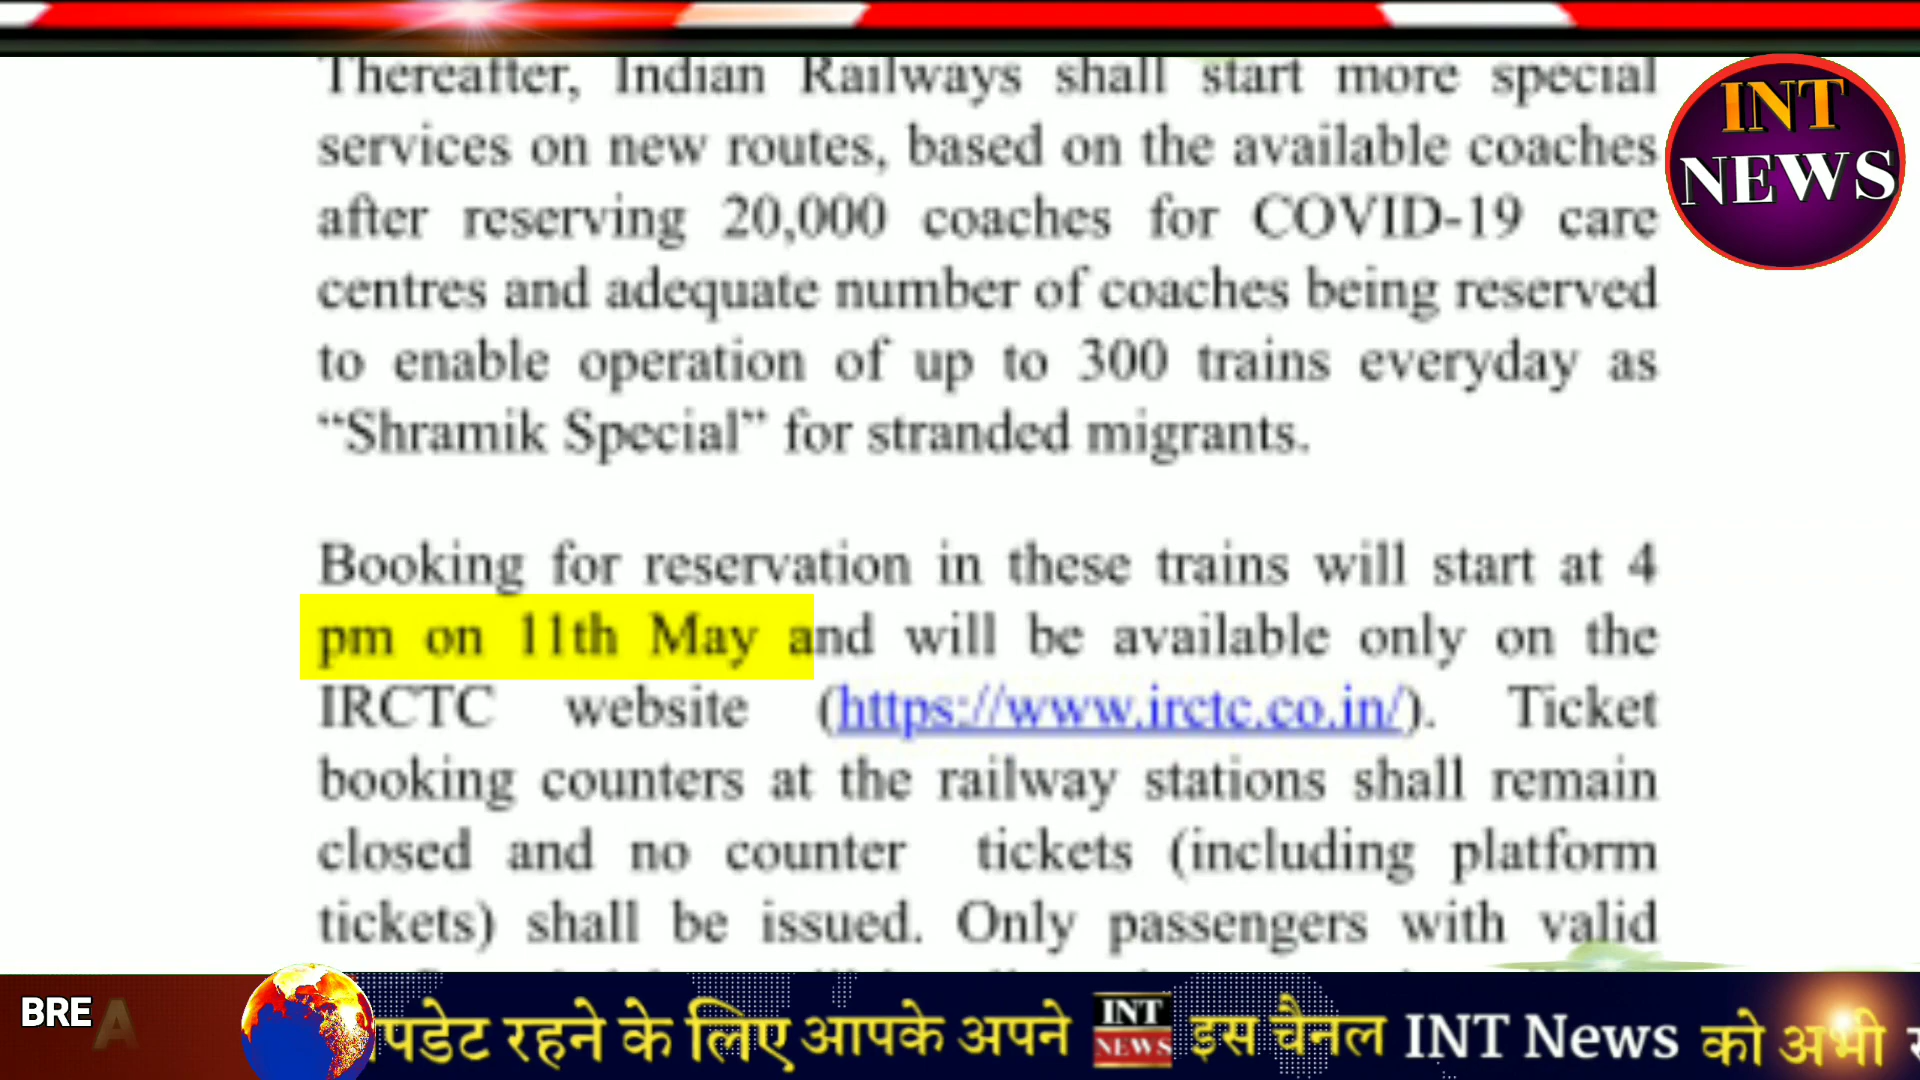 Thereafter, Indian Railways shall start more special
services on new routes, based on the available coaches
after reserving 20,000 coaches for COVID-19 care
centres and adequate number of coaches being reserved
to enable operation of up to 300 trains everyday as
“Shramik Special” for stranded migrants.
Booking for reservation in these trains will start at 4
pm on 11th May and will be available only on the
IRCTC website (https://www.irctc.co.in/). Ticket
booking counters at the railway stations shall remain
closed and no counter tickets (including platform
tickets) shall be issued. Only passengers with valid
INT
NEWS
BREA
पडेट रहने के लिए आपके अपने INT NEWS इस चैनल INT News को अभी